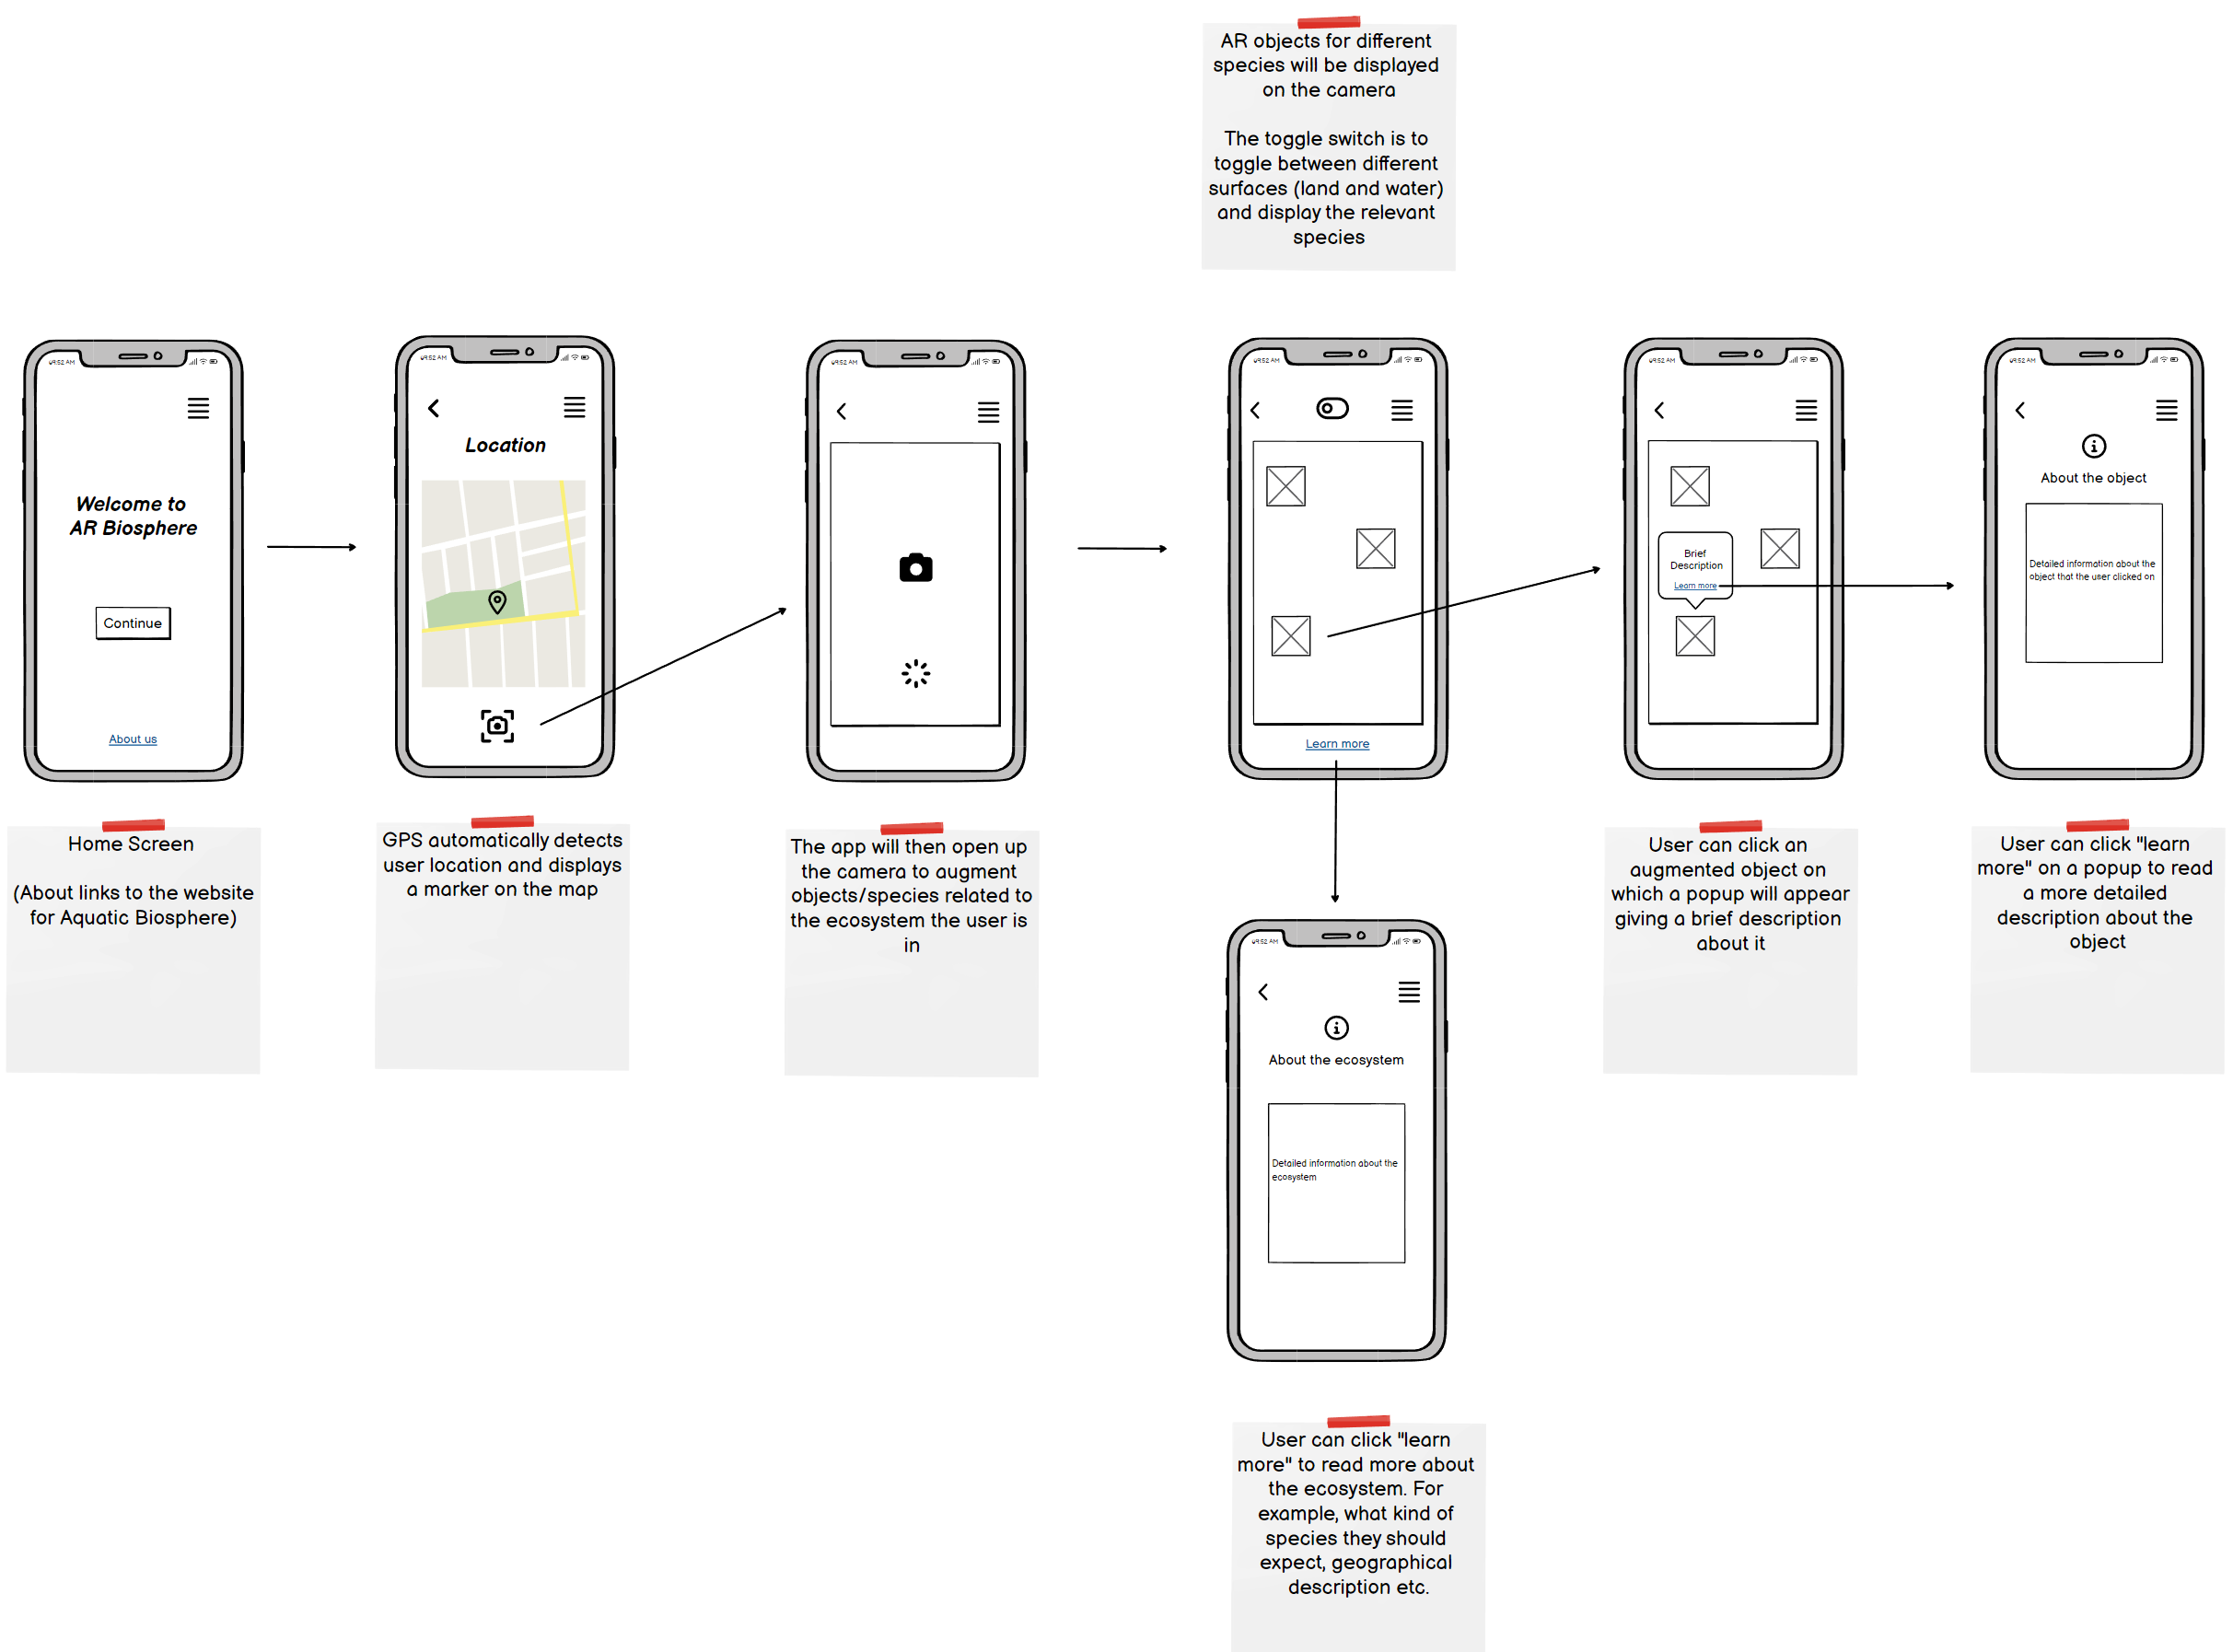 AR objects for different
species will be displayed
on the camera
The toggle switch is to
toggle between different
surfaces (land and water)
and display the relevant
species
09:52 AM
Welcome to
AR Biosphere
Continue
About us
Home Screen
(About links to the website
for Aquatic Biosphere)
09:52 AM
Location
GPS automatically detects
user location and displays
a marker on the map
09:52 AM
The app will then open up
the camera to augment
objects/species related to
the ecosystem the user is
in
09:52 AM
Learn more
09:52 AM
Brief
Description
Learn more
User can click an
augmented object on
which a popup will appear
giving a brief description
about it
09:52 AM
About the object
Detailed information about the
object that the user clicked on
User can click "learn
more" on a popup to read
a more detailed
description about the
object
09:52 AM
About the ecosystem
Detailed information about the
ecosystem
User can click "learn
more" to read more about
the ecosystem. For
example, what kind of
species they should
expect, geographical
description etc.